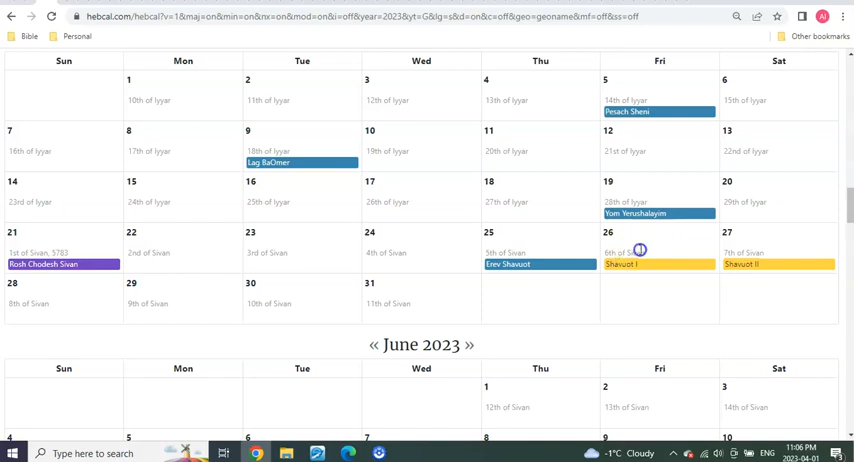 hebcal.com/hebcal?v=1&maj=on&min=on&nx=on&mod=on&i=off&year=2023&yt=G&lg=s&d=on&c=off&geo=geoname&mf=off&ss=off
AI
Bible Personal Other bookmarks
Sun Mon Tue Wed Thu Fri Sat
1 2 3 4 5 6
10th of Iyyar 11th of Iyyar 12th of Iyyar 13th of Iyyar 14th of Iyyar 15th of Iyyar
Pesach Sheni
7 8 9 10 11 12 13
16th of Iyyar 17th of Iyyar 18th of Iyyar 19th of Iyyar 20th of Iyyar 21st of Iyyar 22nd of Iyyar
Lag BaOmer
14 15 16 17 18 19 20
23rd of Iyyar 24th of Iyyar 25th of Iyyar 26th of Iyyar 27th of Iyyar 28th of Iyyar 29th of Iyyar
Yom Yerushalayim
21 22 23 24 25 26 27
1st of Sivan, 5783 2nd of Sivan 3rd of Sivan 4th of Sivan 5th of Sivan 6th of Sivan 7th of Sivan
Rosh Chodesh Sivan Erev Shavuot Shavuot I Shavuot II
28 29 30 31
8th of Sivan 9th of Sivan 10th of Sivan 11th of Sivan
« June 2023 »
Sun Mon Tue Wed Thu Fri Sat
1 2 3
12th of Sivan 13th of Sivan 14th of Sivan
4 5 6 7 8 9 10
Type here to search -1°C Cloudy ENG 11:06 PM
2023-04-01 3